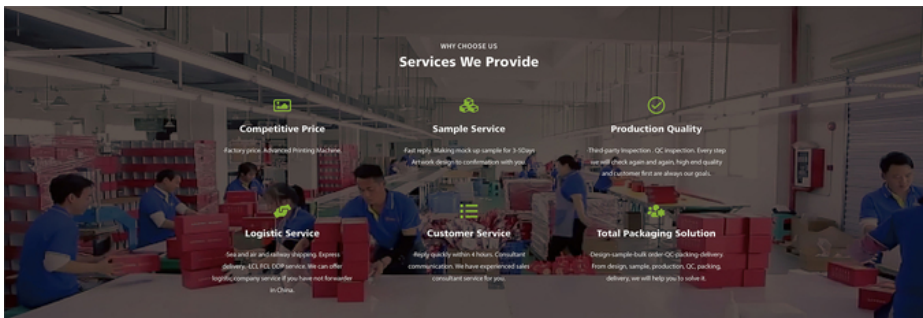 WHY CHOOSE US
Services We Provide
Competitive Price
Factory price. Advanced Printing Machine.
Sample Service
Fast reply. Making mock up sample for 3-5Days
Artwork design to confirmation with you.
Production Quality
Third-party Inspection . QC inspection. Every step
we will check again and again, high end quality
and customer first are always our goals.
Logistic Service
Sea and air and railway shipping. Express
delivery. LCL FCL DDP service. We can offer
logistic company service if you have not forwarder
in China.
Customer Service
Reply quickly within 4 hours. Consultant
communication. We have experienced sales
consultant service for you.
Total Packaging Solution
Design-sample-bulk order-QC-packing-delivery
From design, sample, production, QC, packing,
delivery, we will help you to solve it.